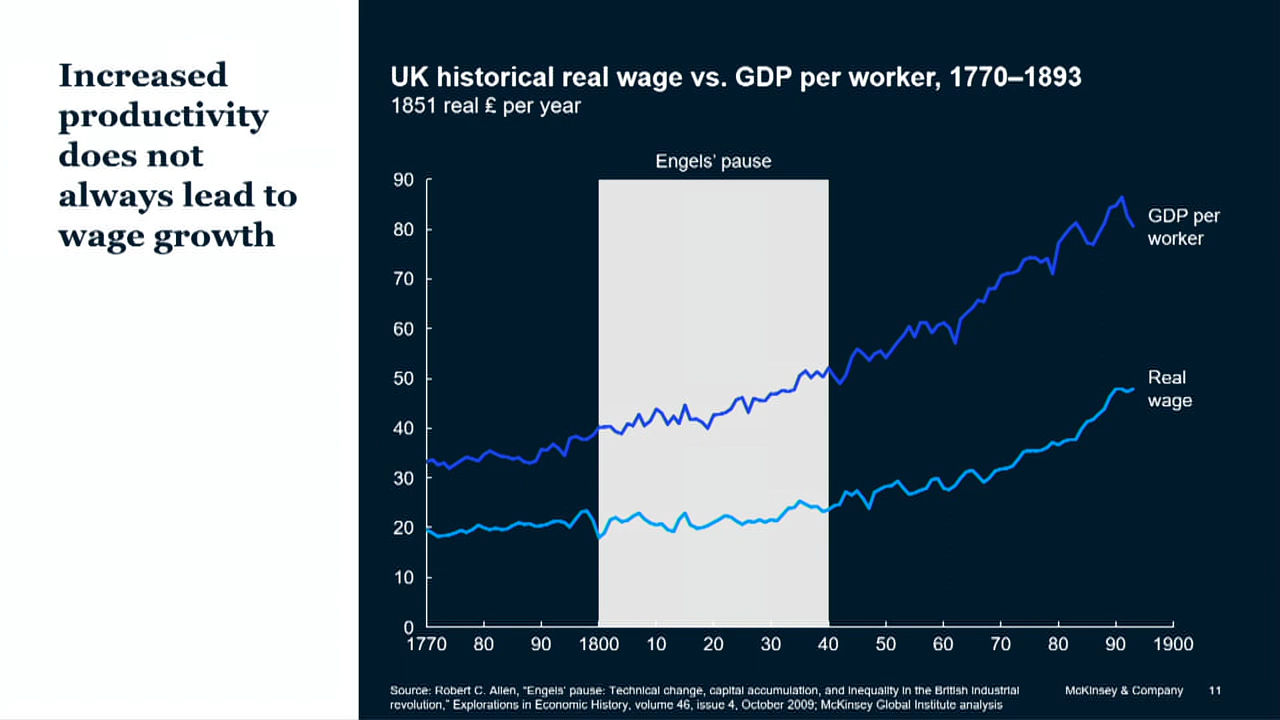 Increased
productivity
does not
always lead to
wage growth
UK historical real wage vs. GDP per worker, 1770–1893
1851 real £ per year
Engels' pause
90
80
70
60
50
40
30
20
10
0
GDP per
worker
Real
wage
1770 80 90 1800 10 20 30 40 50 60 70 80 90 1900
Source: Robert C. Allen, "Engels' pause: Technical change, capital accumulation, and inequality in the British industrial
revolution," Explorations in Economic History, volume 46, issue 4, October 2009; McKinsey Global Institute analysis
McKinsey & Company 11